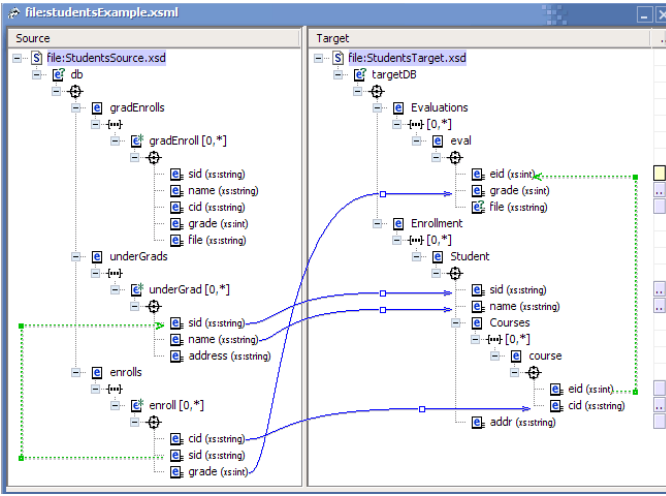 file:studentsExample.xsml
Source
file:StudentsSource.xsd
db
gradEnrolls
gradEnroll [0,*]
sid (xs:string)
name (xs:string)
cid (xs:string)
grade (xs:int)
file (xs:string)
underGrads
underGrad [0,*]
sid (xs:string)
name (xs:string)
address (xs:string)
enrolls
enroll [0,*]
cid (xs:string)
sid (xs:string)
grade (xs:int)
Target
file:StudentsTarget.xsd
targetDB
Evaluations
[0,*]
eval
eid (xs:int)
grade (xs:int)
file (xs:string)
Enrollment
[0,*]
Student
sid (xs:string)
name (xs:string)
Courses
[0,*]
course
eid (xs:int)
cid (xs:string)
addr (xs:string)